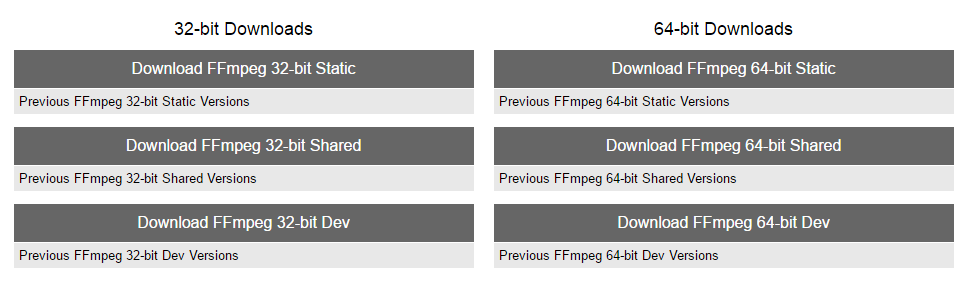 32-bit Downloads
Download FFmpeg 32-bit Static
Previous FFmpeg 32-bit Static Versions
Download FFmpeg 32-bit Shared
Previous FFmpeg 32-bit Shared Versions
Download FFmpeg 32-bit Dev
Previous FFmpeg 32-bit Dev Versions
64-bit Downloads
Download FFmpeg 64-bit Static
Previous FFmpeg 64-bit Static Versions
Download FFmpeg 64-bit Shared
Previous FFmpeg 64-bit Shared Versions
Download FFmpeg 64-bit Dev
Previous FFmpeg 64-bit Dev Versions